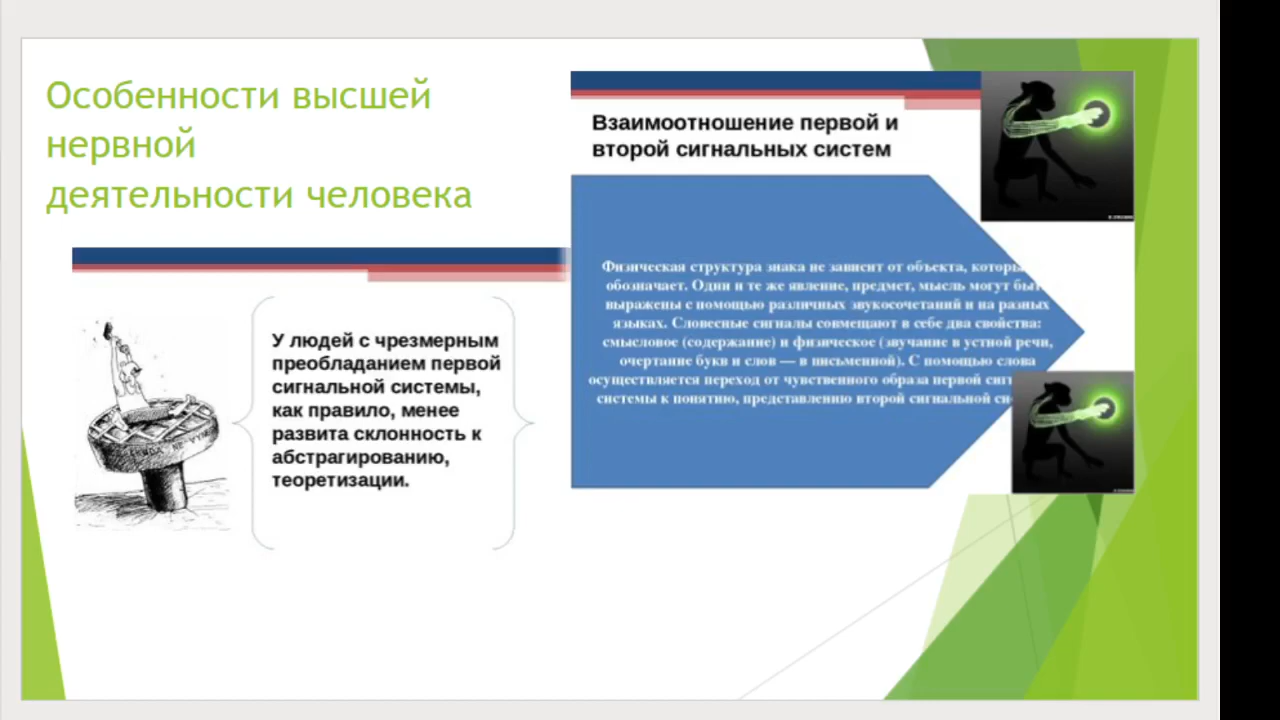 Особенности высшей
нервной
деятельности человека
Взаимоотношение первой и
второй сигнальных систем
У людей с чрезмерным
преобладанием первой
сигнальной системы,
как правило, менее
развита склонность к
абстрагированию,
теоретизации.
Физическая структура знака не зависит от объекта,
обозначает. Одни и те же явление, предмет, мысль могут
выражены с помощью различных звукосочетаний и на разных
языках. Словесные сигналы совмещают в себе два свойства:
смысловое (содержание) и физическое (звучание в устной речи,
очертание букв и слов — в письменной). С помощью слова
осуществляется переход от чувственного образа первой
системы к понятию, представлению второй сигнальной